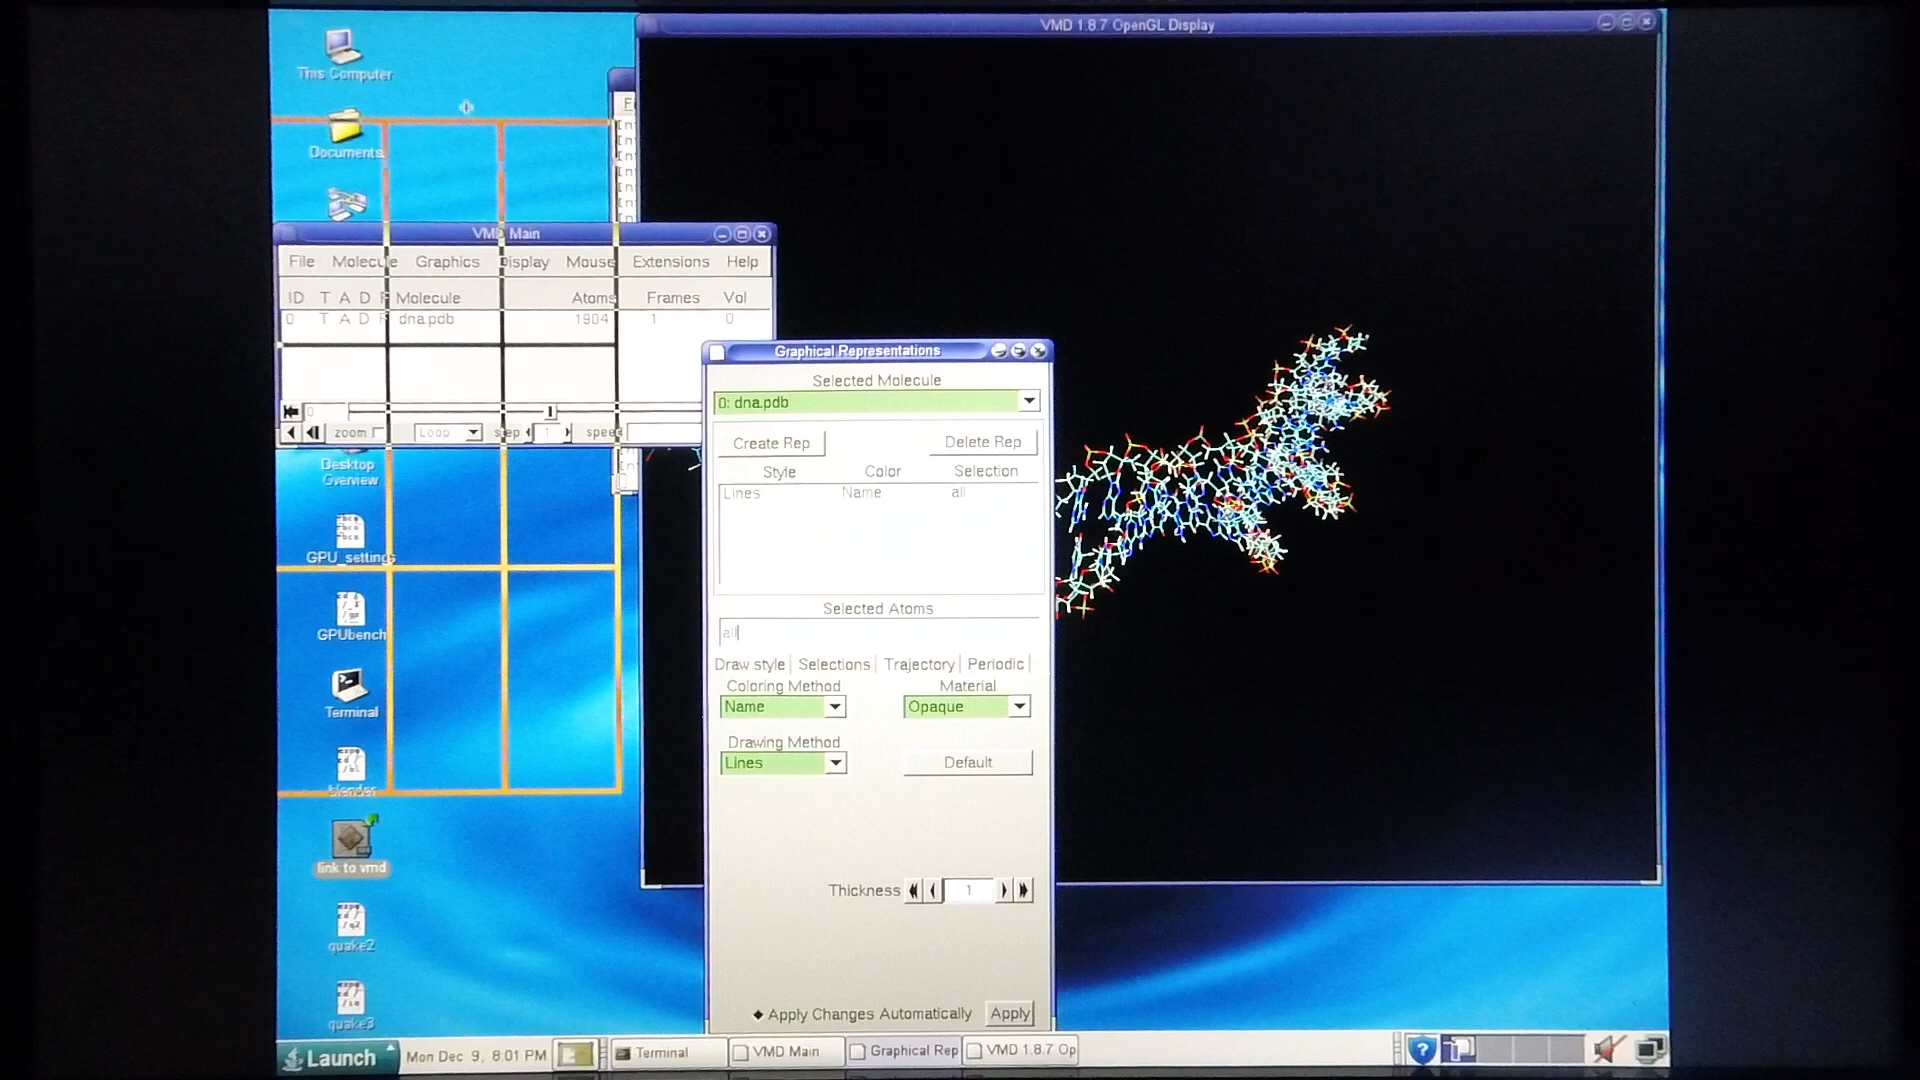 VMD 1.8.7 OpenGL Display
This Computer
Documents
VMD Main
File Molecule Graphics Display Mouse Extensions Help
ID T A D F Molecule Atoms Frames Vol
0 T A D F dna.pdb 1904 1 0
0
zoom Loop step 1 speed
Graphical Representations
Selected Molecule
0: dna.pdb
Create Rep Delete Rep
Style Color Selection
Lines Name all
Selected Atoms
all
Draw style Selections Trajectory Periodic
Coloring Method Material
Name Opaque
Drawing Method
Lines Default
Thickness 1
Apply Changes Automatically Apply
Desktop
Overview
GPU_settings
GPUbench
Terminal
blender
link to vmd
quake2
quake3
Launch Mon Dec 9, 8:01 PM Terminal VMD Main Graphical Rep VMD 1.8.7 Op